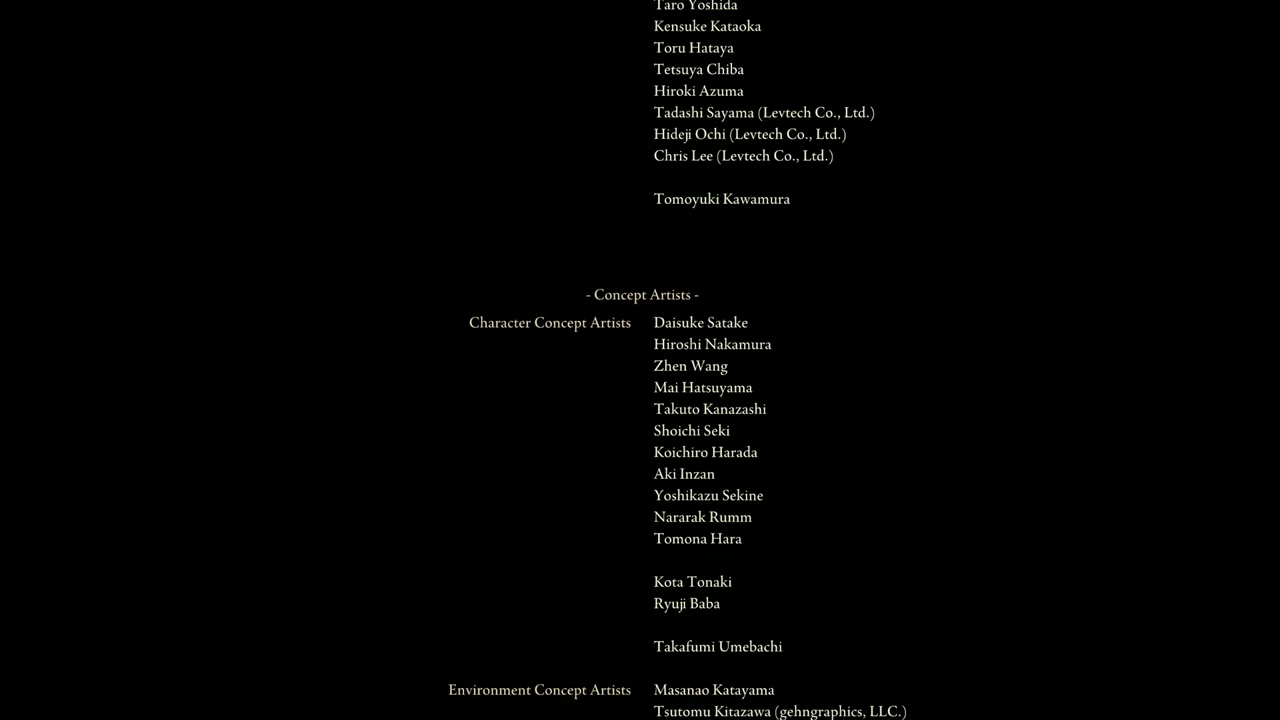 Taro Yoshida
Kensuke Kataoka
Toru Hataya
Tetsuya Chiba
Hiroki Azuma
Tadashi Sayama (Levtech Co., Ltd.)
Hideji Ochi (Levtech Co., Ltd.)
Chris Lee (Levtech Co., Ltd.)
Tomoyuki Kawamura
- Concept Artists -
Character Concept Artists Daisuke Satake
Hiroshi Nakamura
Zhen Wang
Mai Hatsuyama
Takuto Kanazashi
Shoichi Seki
Koichiro Harada
Aki Inzan
Yoshikazu Sekine
Nararak Rumm
Tomona Hara
Kota Tonaki
Ryuji Baba
Takafumi Umebachi
Environment Concept Artists Masanao Katayama
Tsutomu Kitazawa (gehngraphics, LLC.)